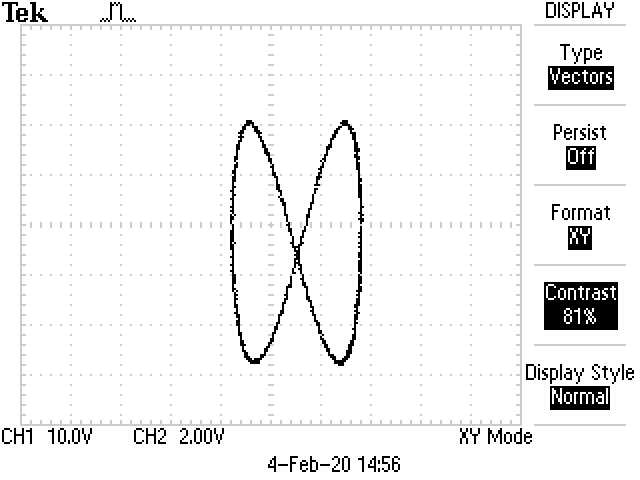 Tek
DISPLAY
Type
Vectors
Persist
Off
Format
XY
Contrast
81%
Display Style
Normal
CH1 10.0V CH2 2.00V XY Mode
4-Feb-20 14:56